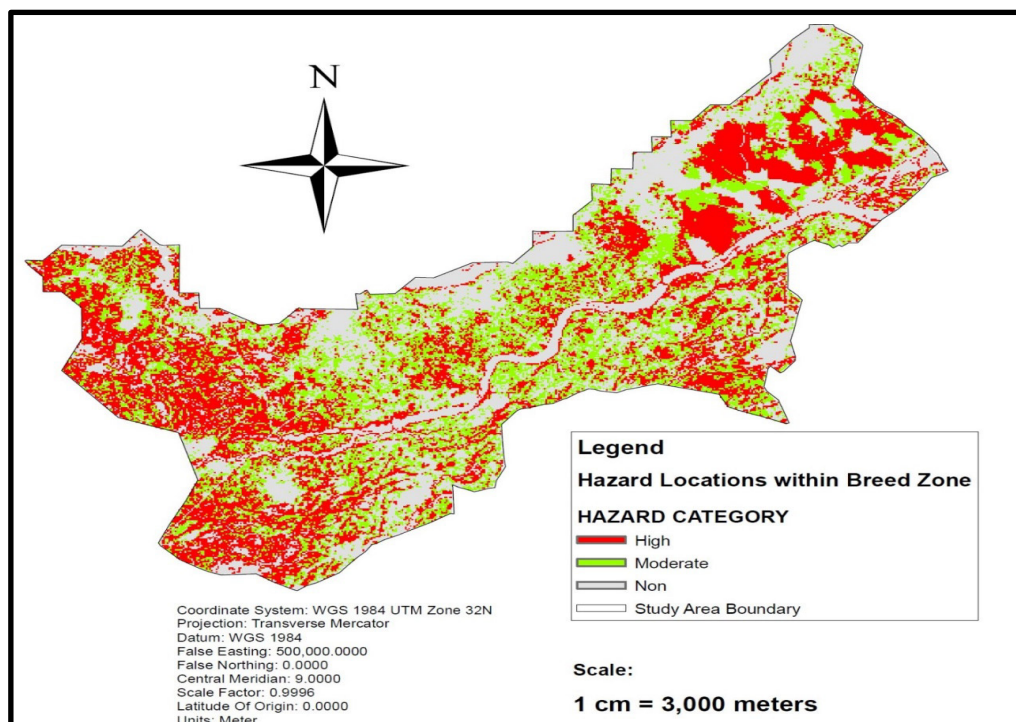 N
Legend
Hazard Locations within Breed Zone
HAZARD CATEGORY
High
Moderate
Non
Study Area Boundary
Coordinate System: WGS 1984 UTM Zone 32N
Projection: Transverse Mercator
Datum: WGS 1984
False Easting: 500,000.0000
False Northing: 0.0000
Central Meridian: 9.0000
Scale Factor: 0.9996
Latitude Of Origin: 0.0000
Units: Meter
Scale:
1 cm = 3,000 meters